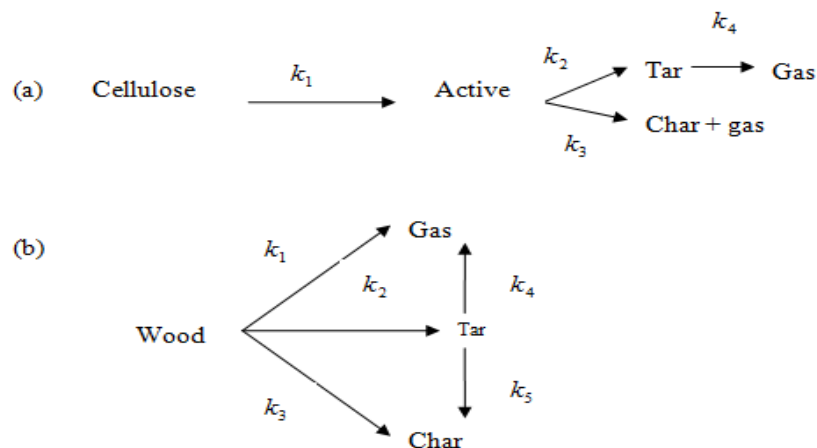 k₄
k₁ k₂
(a) Cellulose Active Tar Gas
Char + gas
k₃
Gas
(b)
k₁
k₂ k₄
Wood Tar
k₃ k₅
Char